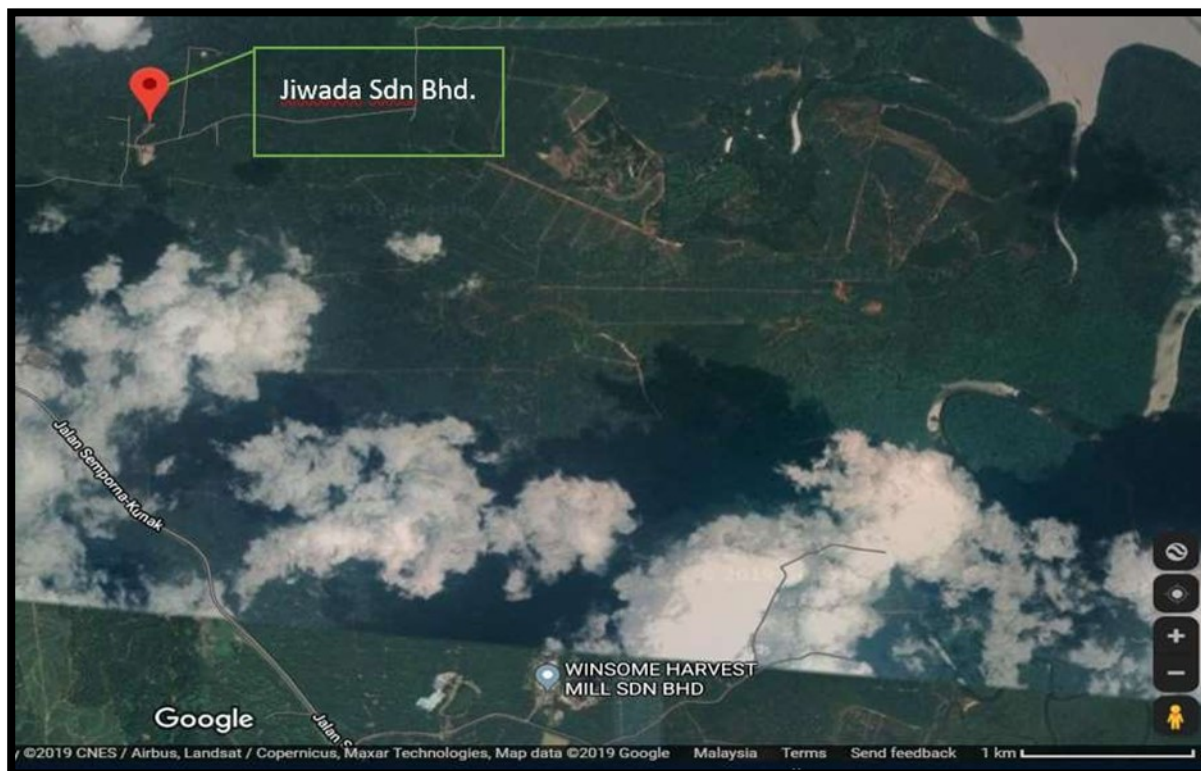 Jiwada Sdn Bhd.
Jalan Semporna-Kunak
WINSOME HARVEST
MILL SDN BHD
Google
Jalan S
©2019 CNES / Airbus, Landsat / Copernicus, Maxar Technologies, Map data ©2019 Google Malaysia Terms Send feedback 1 km